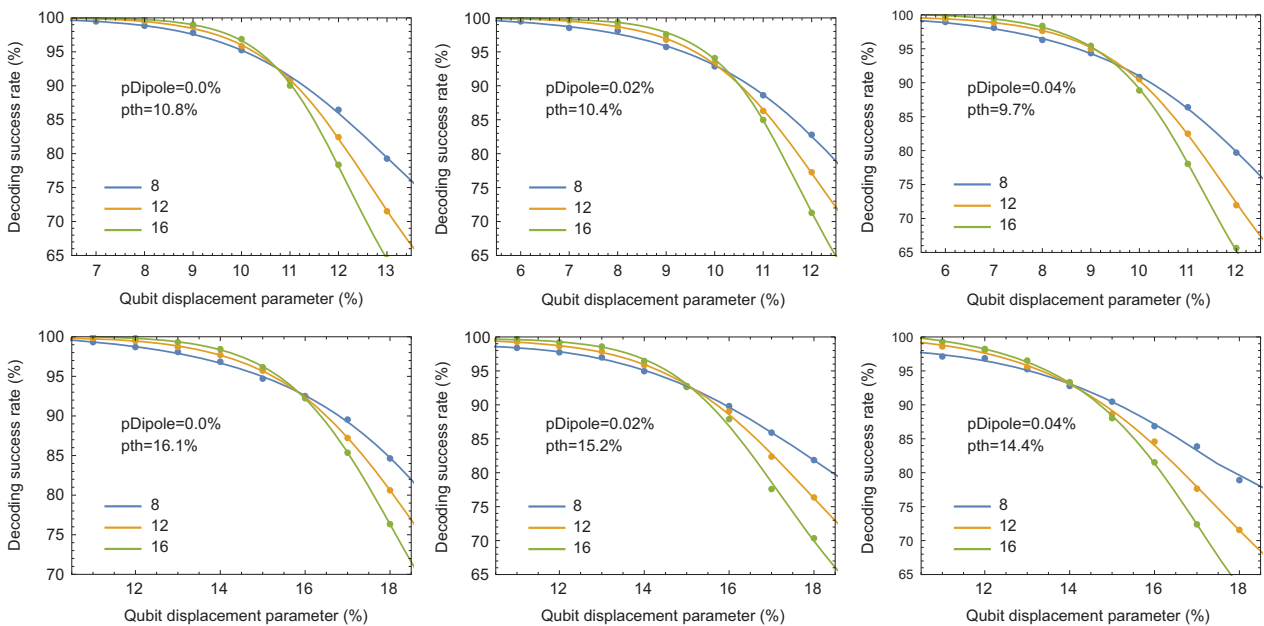 100
95
90
85
80
75
70
65
Decoding success rate (%)
pDipole=0.0%
pth=10.8%
8
12
16
7 8 9 10 11 12 13
Qubit displacement parameter (%)
100
95
90
85
80
75
70
65
Decoding success rate (%)
pDipole=0.02%
pth=10.4%
8
12
16
6 7 8 9 10 11 12
Qubit displacement parameter (%)
100
95
90
85
80
75
70
65
Decoding success rate (%)
pDipole=0.04%
pth=9.7%
8
12
16
6 7 8 9 10 11 12
Qubit displacement parameter (%)
100
95
90
85
80
75
70
Decoding success rate (%)
pDipole=0.0%
pth=16.1%
8
12
16
12 14 16 18
Qubit displacement parameter (%)
100
95
90
85
80
75
70
65
Decoding success rate (%)
pDipole=0.02%
pth=15.2%
8
12
16
12 14 16 18
Qubit displacement parameter (%)
100
95
90
85
80
75
70
65
Decoding success rate (%)
pDipole=0.04%
pth=14.4%
8
12
16
12 14 16 18
Qubit displacement parameter (%)